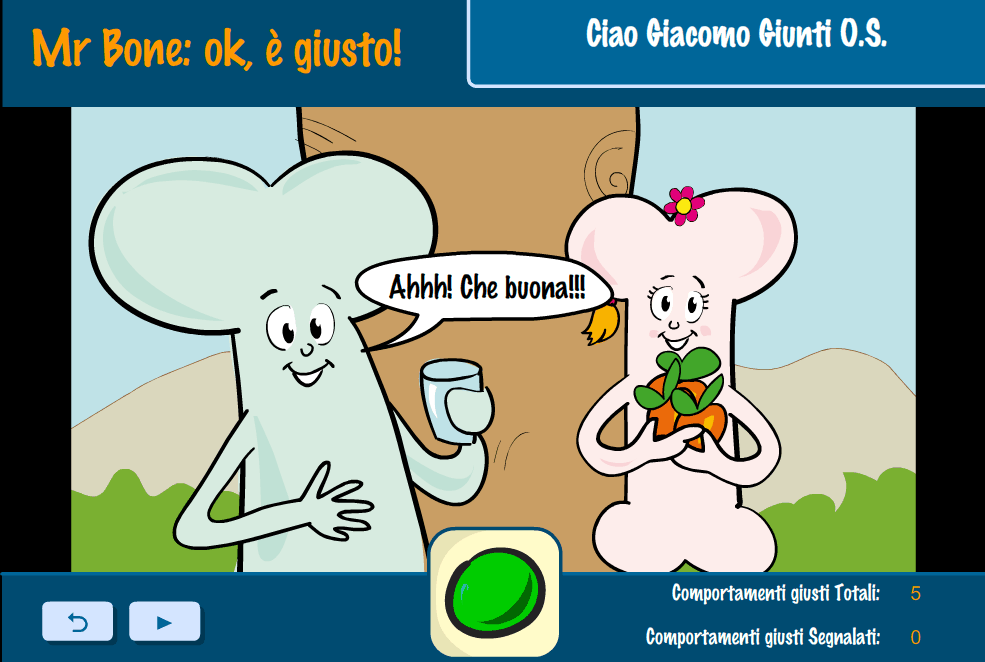 Mr Bone: ok, è giusto!
Ciao Giacomo Giunti O.S.
Ahhh! Che buona!!!
Comportamenti giusti Totali: 5
Comportamenti giusti Segnalati: 0